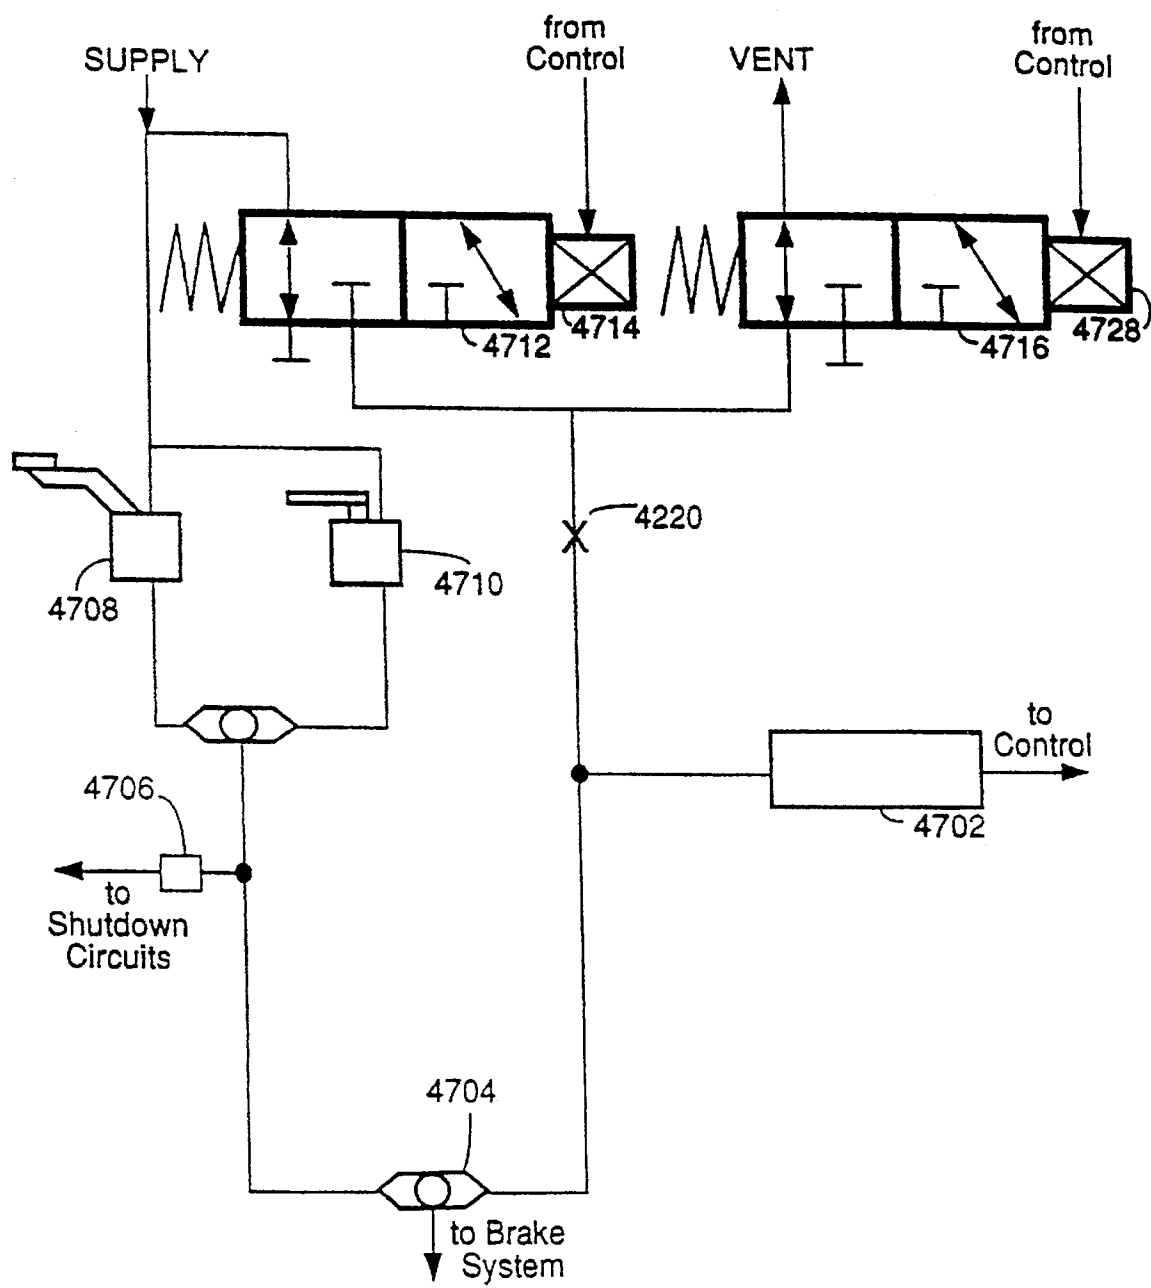 from
Control
SUPPLY
VENT
from
Control
4714
4712
4728
4716
4220
4710
4708
to
Control
4706
4702
to
Shutdown
Circuits
4704
to Brake
System